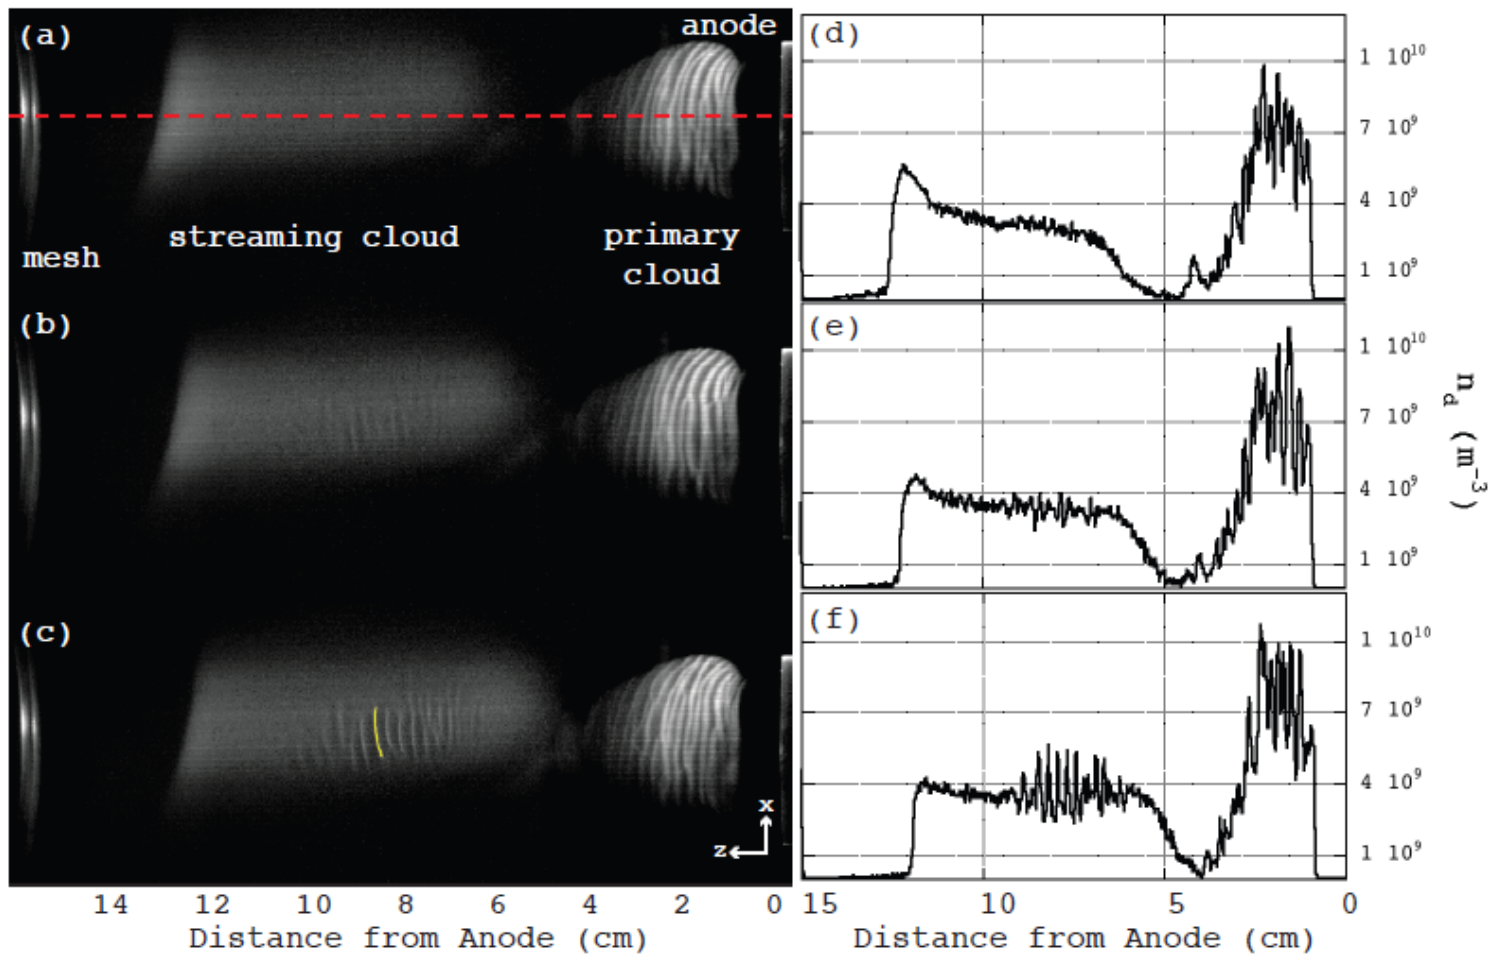 (a)
anode
streaming cloud
primary
cloud
mesh
(b)
(c)
x
z
14 12 10 8 6 4 2 0
Distance from Anode (cm)
(d)
1 10^10
7 10^9
4 10^9
1 10^9
(e)
1 10^10
7 10^9
4 10^9
1 10^9
(f)
1 10^10
7 10^9
4 10^9
1 10^9
n_d (m^-3)
15 10 5 0
Distance from Anode (cm)